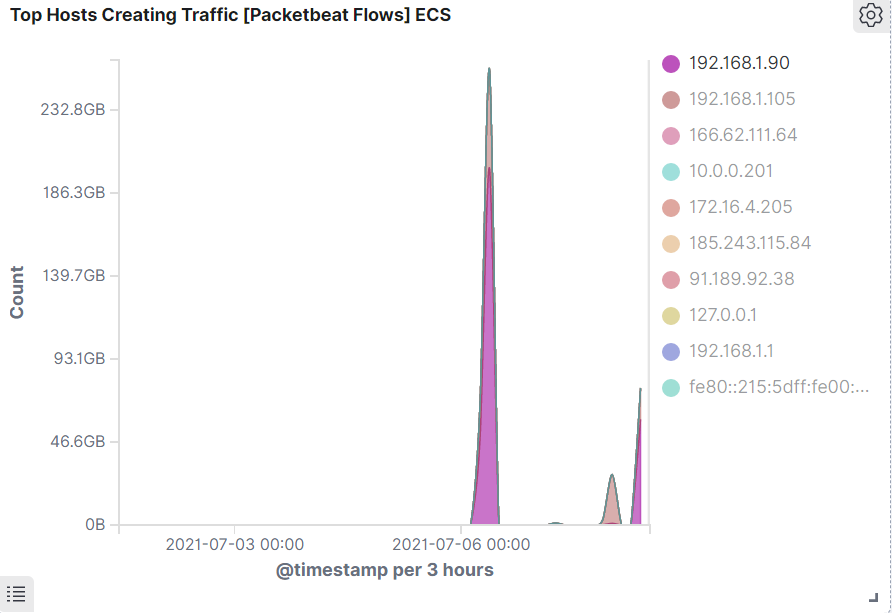 Top Hosts Creating Traffic [Packetbeat Flows] ECS
232.8GB
186.3GB
139.7GB
93.1GB
46.6GB
0B
Count
2021-07-03 00:00
2021-07-06 00:00
@timestamp per 3 hours
192.168.1.90
192.168.1.105
166.62.111.64
10.0.0.201
172.16.4.205
185.243.115.84
91.189.92.38
127.0.0.1
192.168.1.1
fe80::215:5dff:fe00:...